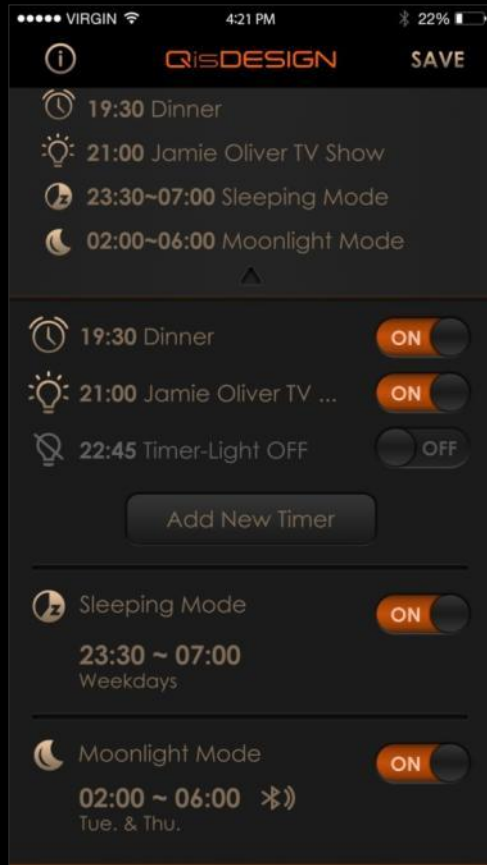 VIRGIN 4:21 PM 22%
QisDESIGN SAVE
19:30 Dinner
21:00 Jamie Oliver TV Show
23:30~07:00 Sleeping Mode
02:00~06:00 Moonlight Mode
19:30 Dinner ON
21:00 Jamie Oliver TV ... ON
22:45 Timer-Light OFF OFF
Add New Timer
Sleeping Mode ON
23:30 ~ 07:00
Weekdays
Moonlight Mode ON
02:00 ~ 06:00
Tue. & Thu.